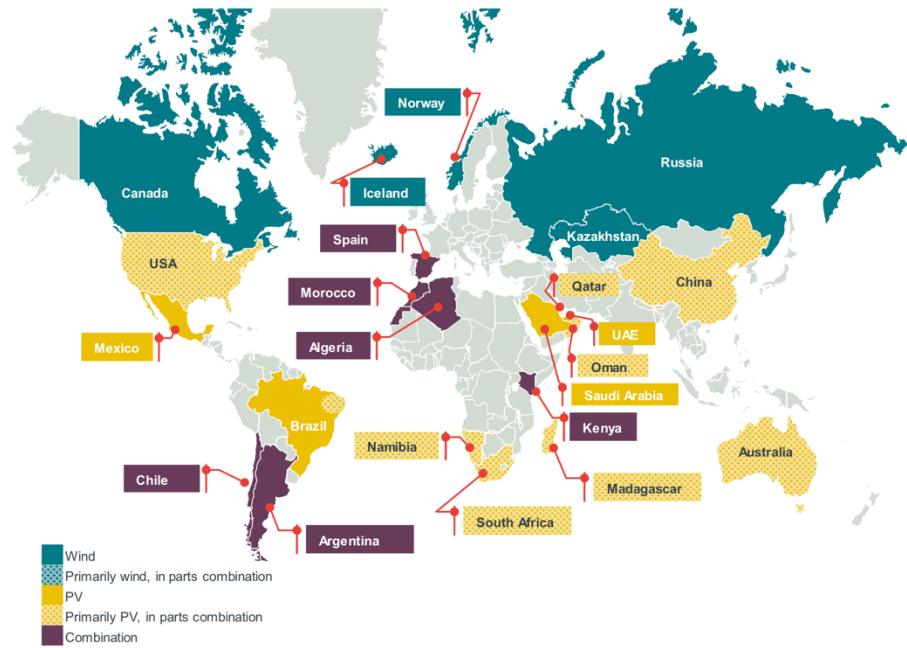 Norway
Russia
Canada
Iceland
Spain
Kazakhstan
USA
China
Morocco
Qatar
Mexico
Algeria
UAE
Oman
Saudi Arabia
Brazil
Kenya
Namibia
Australia
Chile
Madagascar
South Africa
Argentina
Wind
Primarily wind, in parts combination
PV
Primarily PV, in parts combination
Combination